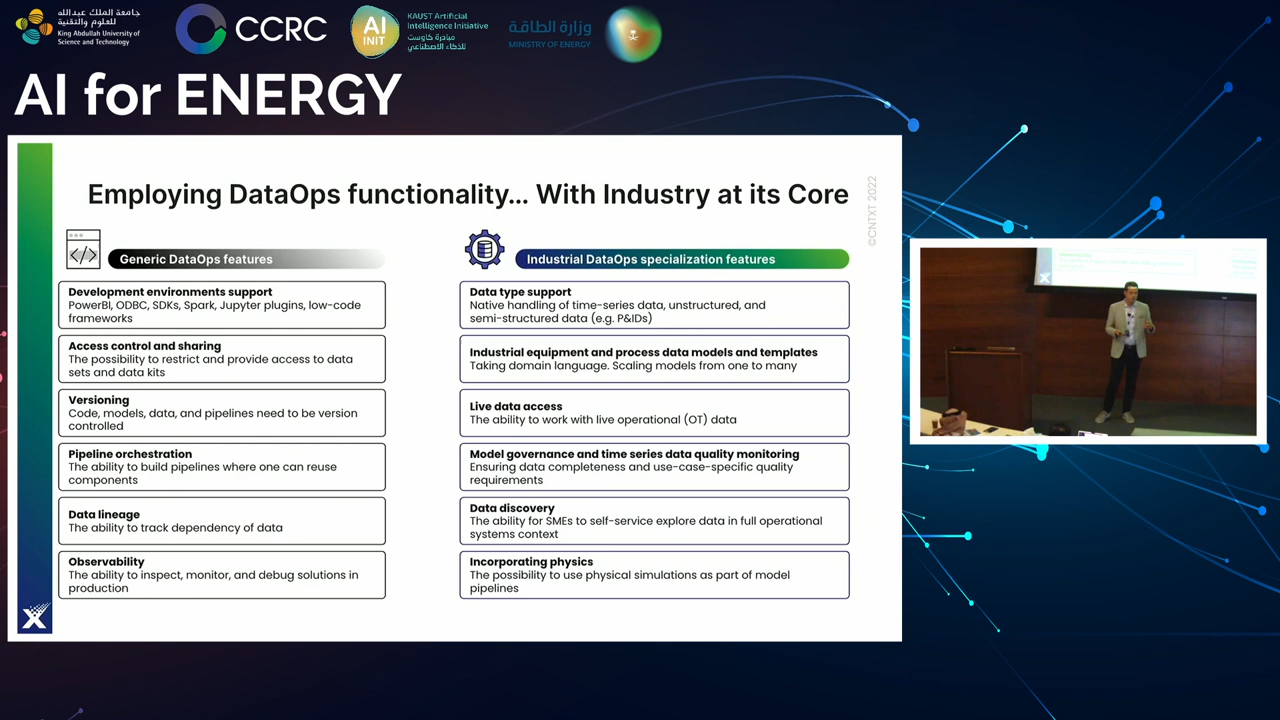 جامعة الملك عبدالله
للعلوم والتقنية
King Abdullah University of
Science and Technology
CCRC
AI
INIT
KAUST Artificial
Intelligence Initiative
مبادرة كاوست
للذكاء الاصطناعي
وزارة الطاقة
MINISTRY OF ENERGY
AI for ENERGY
Employing DataOps functionality... With Industry at its Core
©CNTXT 2022
</>
Generic DataOps features
Development environments support
PowerBI, ODBC, SDKs, Spark, Jupyter plugins, low-code
frameworks
Access control and sharing
The possibility to restrict and provide access to data
sets and data kits
Versioning
Code, models, data, and pipelines need to be version
controlled
Pipeline orchestration
The ability to build pipelines where one can reuse
components
Data lineage
The ability to track dependency of data
Observability
The ability to inspect, monitor, and debug solutions in
production
Industrial DataOps specialization features
Data type support
Native handling of time-series data, unstructured, and
semi-structured data (e.g. P&IDs)
Industrial equipment and process data models and templates
Taking domain language. Scaling models from one to many
Live data access
The ability to work with live operational (OT) data
Model governance and time series data quality monitoring
Ensuring data completeness and use-case-specific quality
requirements
Data discovery
The ability for SMEs to self-service explore data in full operational
systems context
Incorporating physics
The possibility to use physical simulations as part of model
pipelines